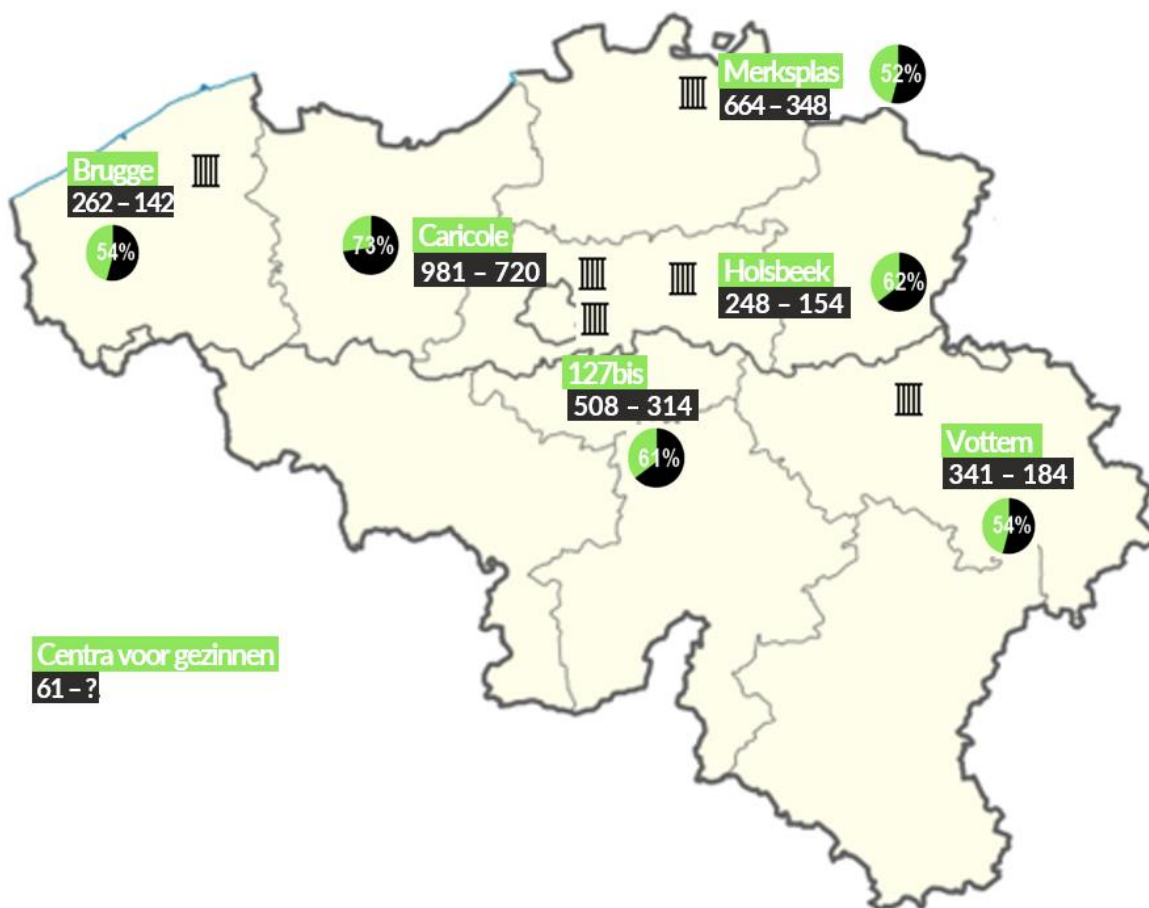 Merksplas
52%
664 – 348
Brugge
262 – 142
54%
73%
Caricole
981 – 720
Holsbeek
248 – 154
62%
127bis
508 – 314
61%
Vottem
341 – 184
54%
Centra voor gezinnen
61 – ?